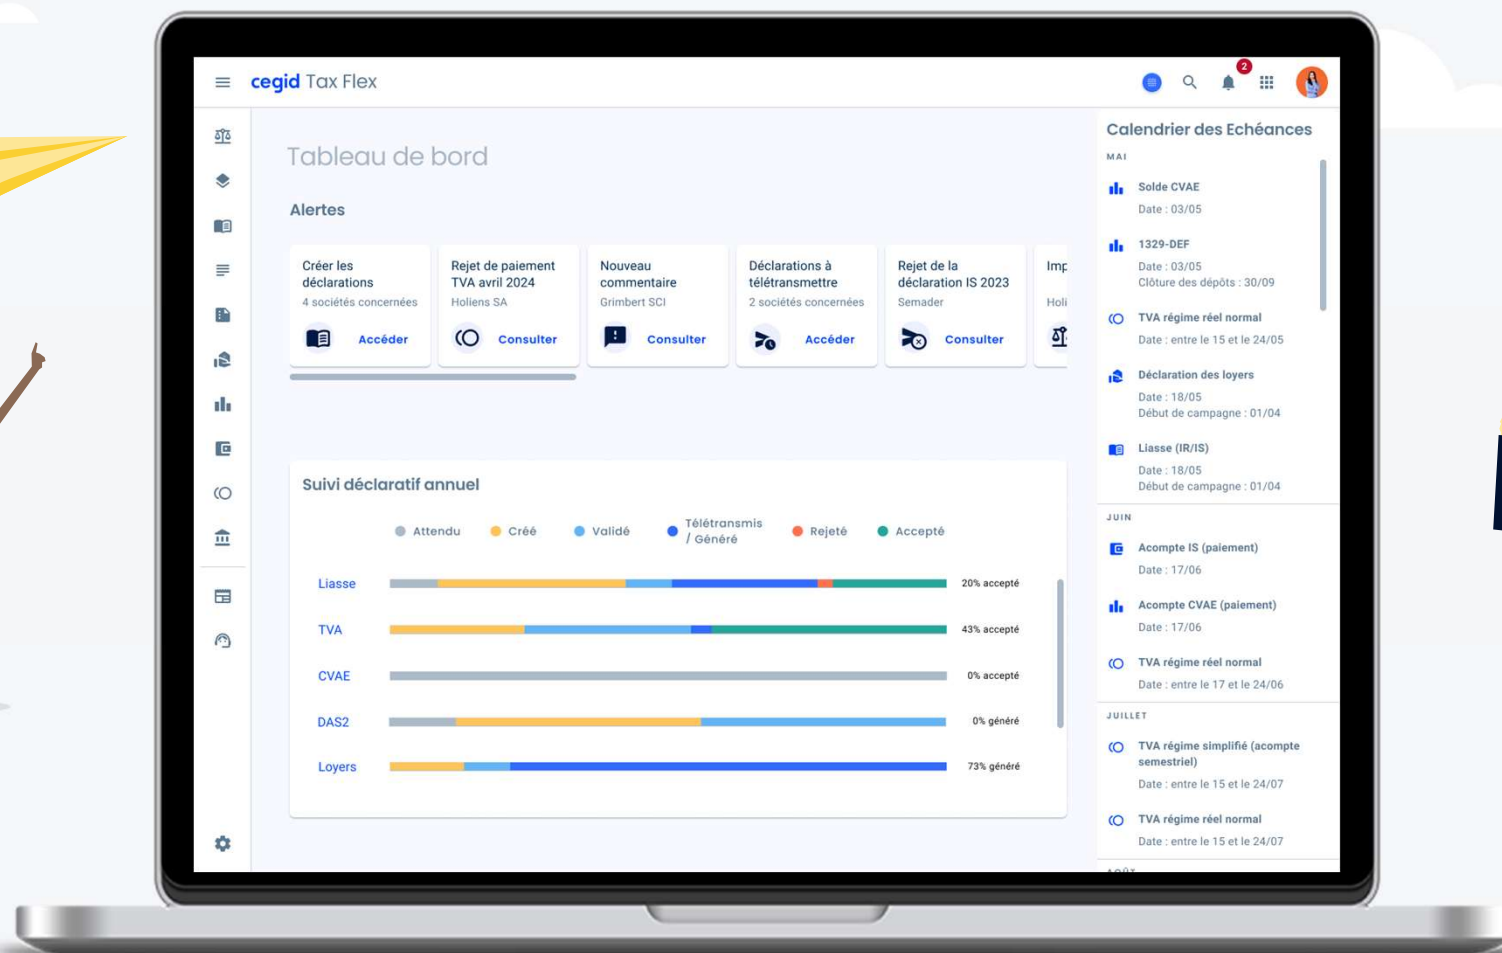 cegid Tax Flex
2
Tableau de bord
Alertes
Créer les
déclarations
4 sociétés concernées
Accéder
Rejet de paiement
TVA avril 2024
Holiens SA
Consulter
Nouveau
commentaire
Grimbert SCI
Consulter
Déclarations à
télétransmettre
2 sociétés concernées
Accéder
Rejet de la
déclaration IS 2023
Semader
Consulter
Imp
Holi
Suivi déclaratif annuel
Attendu
Créé
Validé
Télétransmis
/ Généré
Rejeté
Accepté
Liasse
20% accepté
TVA
43% accepté
CVAE
0% accepté
DAS2
0% généré
Loyers
73% généré
Calendrier des Echéances
MAI
Solde CVAE
Date : 03/05
1329-DEF
Date : 03/05
Clôture des dépôts : 30/09
TVA régime réel normal
Date : entre le 15 et le 24/05
Déclaration des loyers
Date : 18/05
Début de campagne : 01/04
Liasse (IR/IS)
Date : 18/05
Début de campagne : 01/04
JUIN
Acompte IS (paiement)
Date : 17/06
Acompte CVAE (paiement)
Date : 17/06
TVA régime réel normal
Date : entre le 17 et le 24/06
JUILLET
TVA régime simplifié (acompte
semestriel)
Date : entre le 15 et le 24/07
TVA régime réel normal
Date : entre le 15 et le 24/07
AOÛT